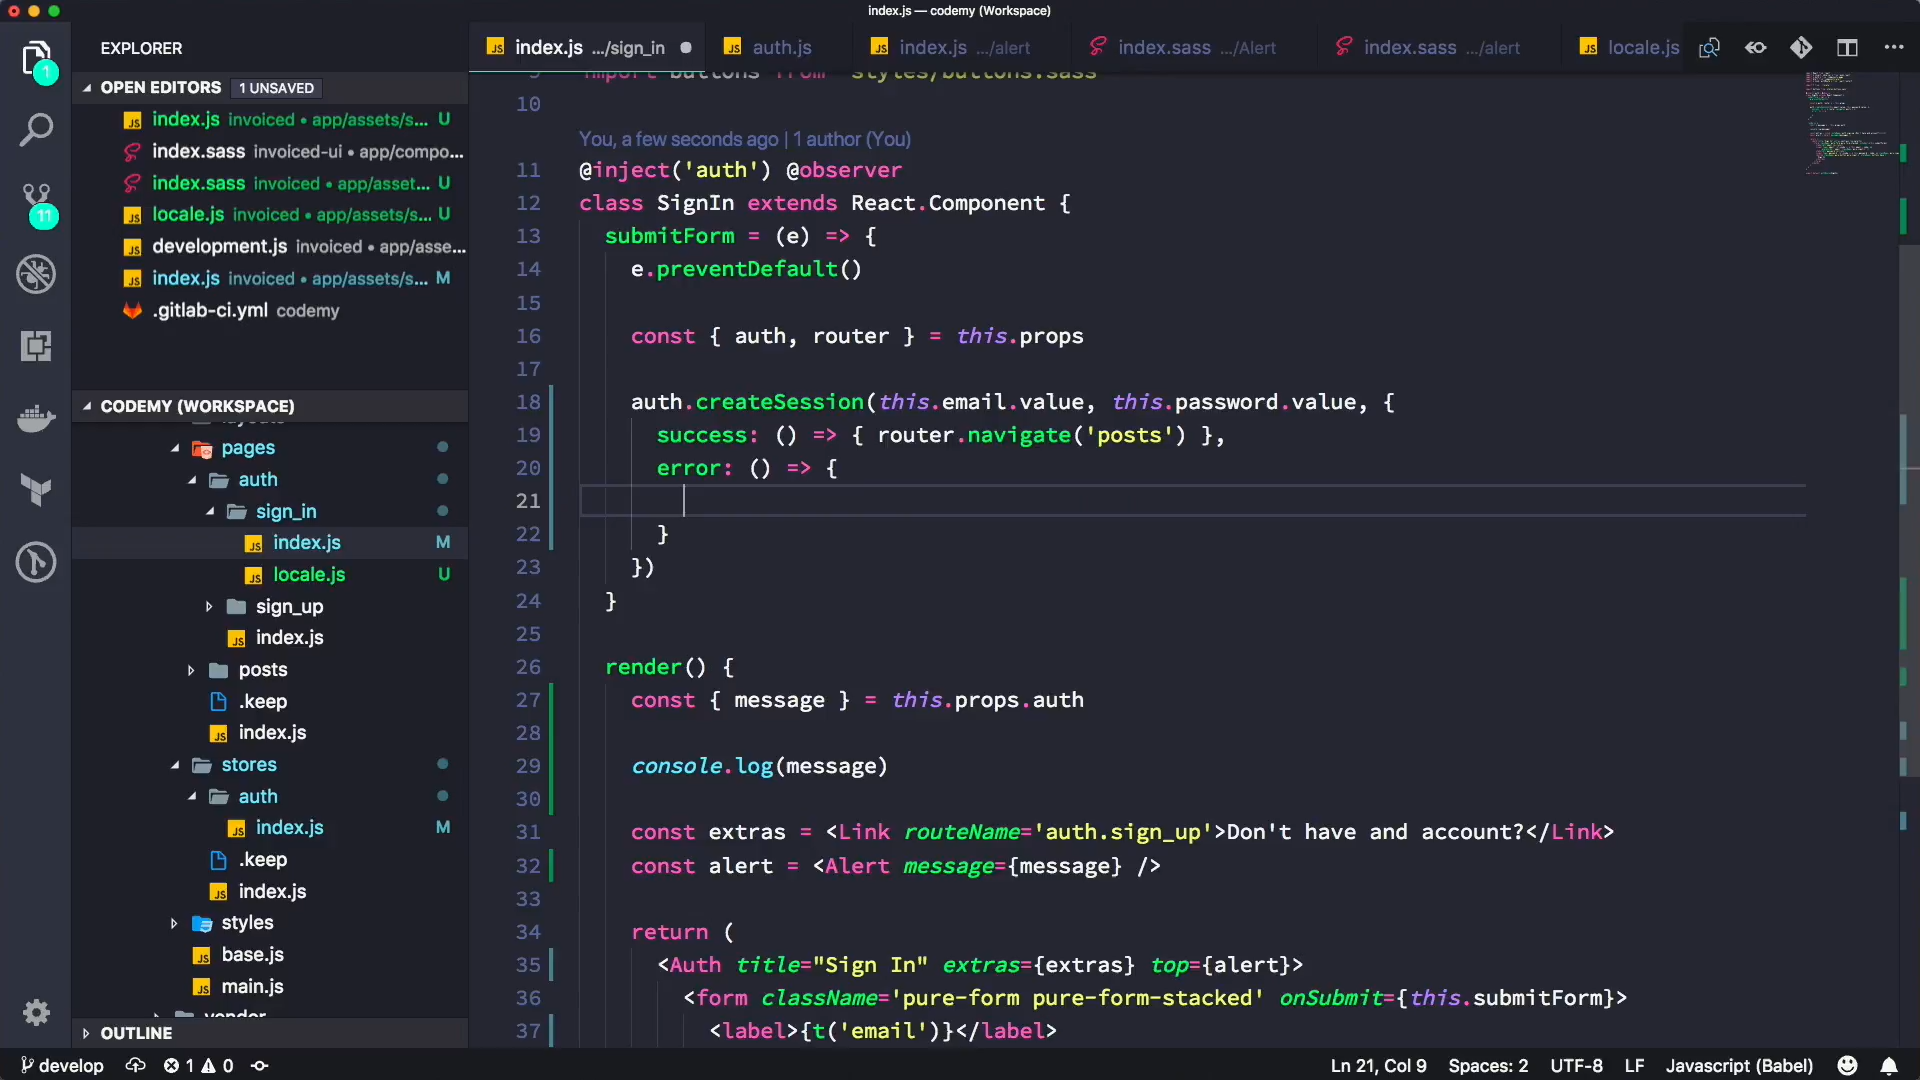 index.js — codemy (Workspace)
EXPLORER
OPEN EDITORS 1 UNSAVED
index.js invoiced • app/assets/s... U
index.sass invoiced-ui • app/compo...
index.sass invoiced • app/asset... U
locale.js invoiced • app/assets/s... U
development.js invoiced • app/asse...
index.js invoiced • app/assets/s... M
.gitlab-ci.yml codemy
CODEMY (WORKSPACE)
layouts
pages
auth
sign_in
index.js M
locale.js U
sign_up
index.js
posts
.keep
index.js
stores
auth
index.js M
.keep
index.js
styles
base.js
main.js
vendor
OUTLINE
1
11
index.js .../sign_in
auth.js
index.js .../alert
index.sass .../Alert
index.sass .../alert
locale.js
9 import buttons from 'styles/buttons.sass'
10
You, a few seconds ago | 1 author (You)
11 @inject('auth') @observer
12 class SignIn extends React.Component {
13 submitForm = (e) => {
14 e.preventDefault()
15
16 const { auth, router } = this.props
17
18 auth.createSession(this.email.value, this.password.value, {
19 success: () => { router.navigate('posts') },
20 error: () => {
21
22 }
23 })
24 }
25
26 render() {
27 const { message } = this.props.auth
28
29 console.log(message)
30
31 const extras = <Link routeName='auth.sign_up'>Don't have and account?</Link>
32 const alert = <Alert message={message} />
33
34 return (
35 <Auth title="Sign In" extras={extras} top={alert}>
36 <form className='pure-form pure-form-stacked' onSubmit={this.submitForm}>
37 <label>{t('email')}</label>
develop 1 0 Ln 21, Col 9 Spaces: 2 UTF-8 LF Javascript (Babel)